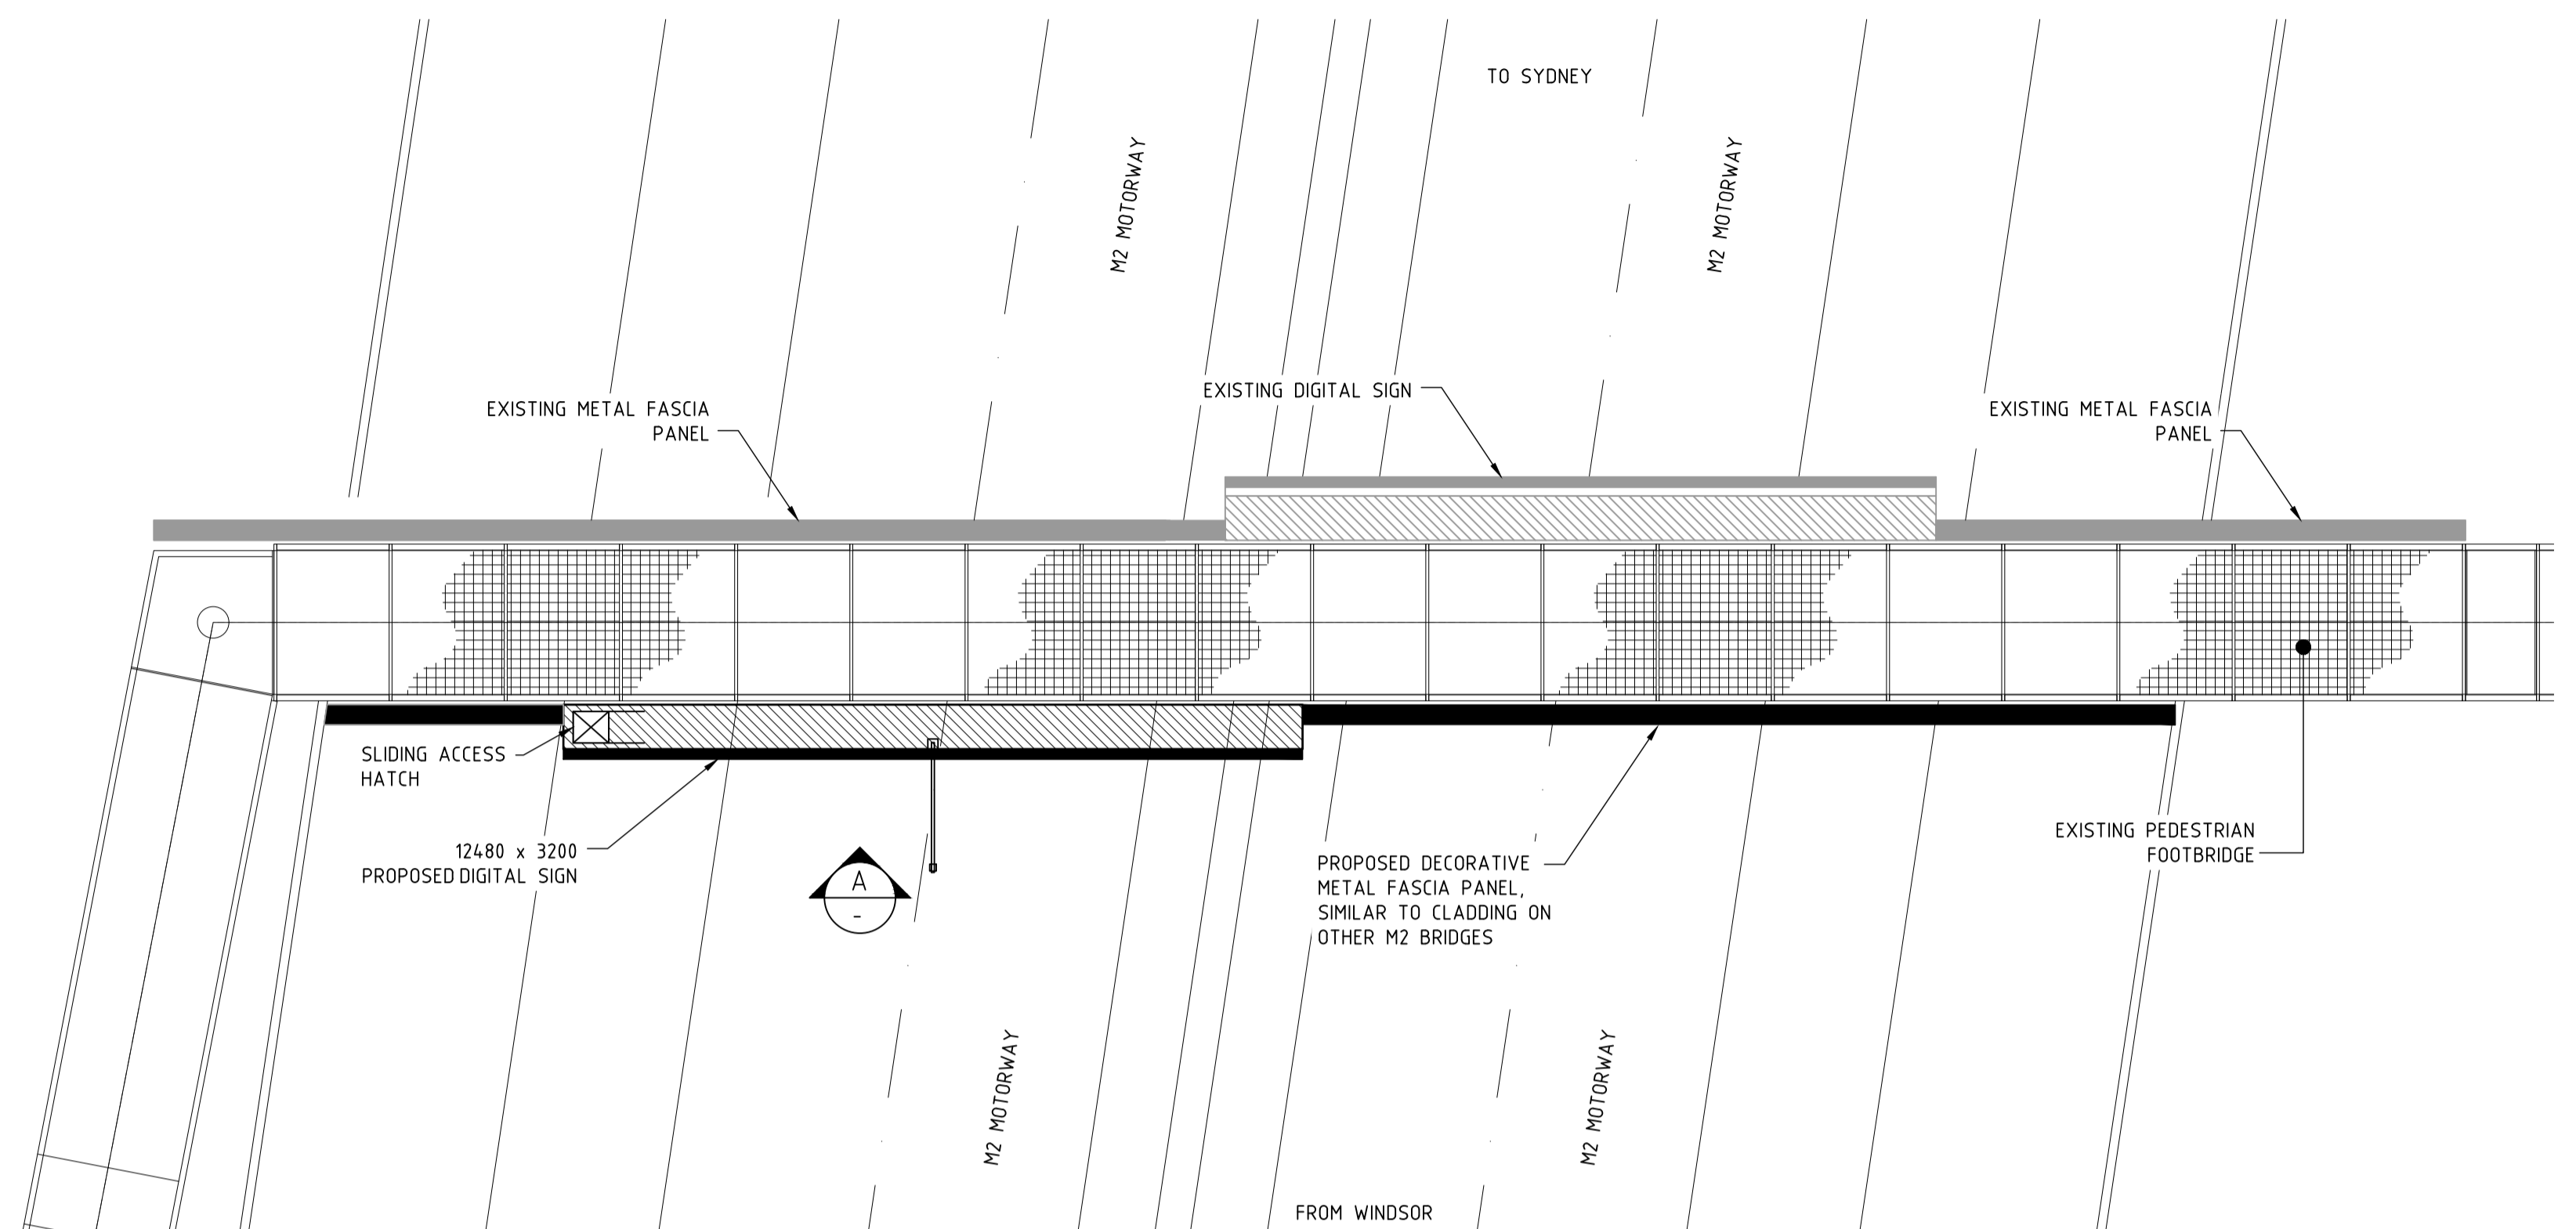 TO SYDNEY
M2 MOTORWAY
M2 MOTORWAY
EXISTING METAL FASCIA
PANEL
EXISTING DIGITAL SIGN
EXISTING METAL FASCIA
PANEL
SLIDING ACCESS
HATCH
12480 x 3200
PROPOSED DIGITAL SIGN
A
-
PROPOSED DECORATIVE
METAL FASCIA PANEL,
SIMILAR TO CLADDING ON
OTHER M2 BRIDGES
EXISTING PEDESTRIAN
FOOTBRIDGE
M2 MOTORWAY
M2 MOTORWAY
FROM WINDSOR